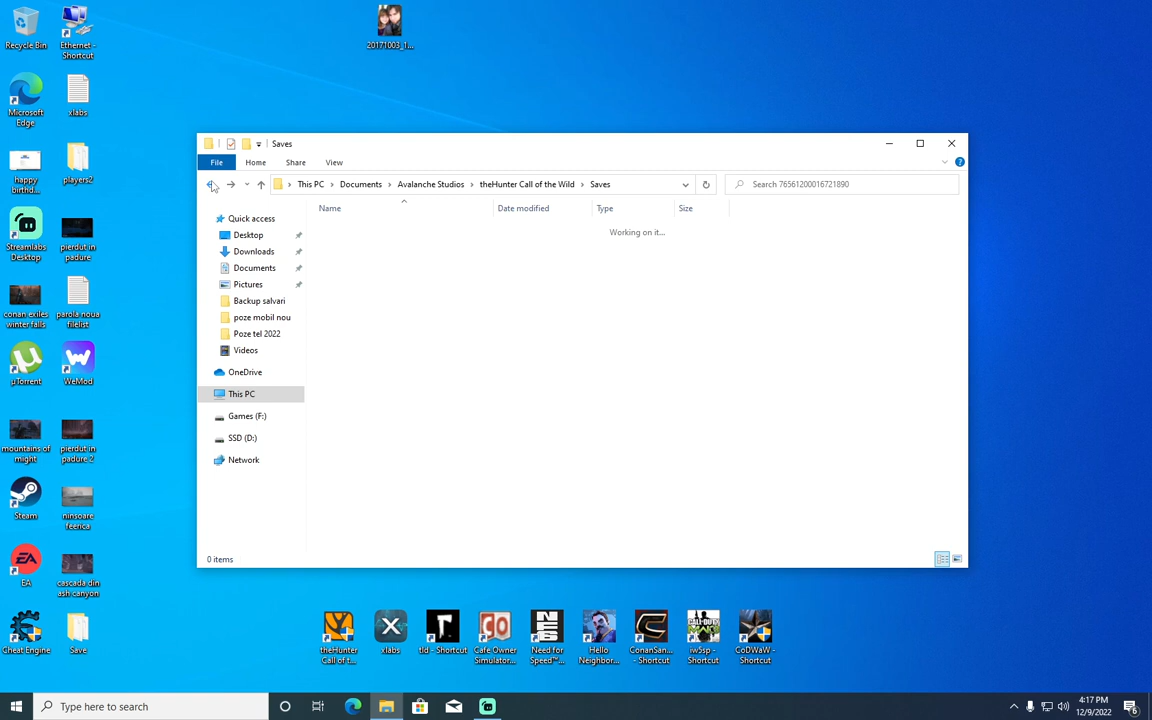 Recycle Bin
Ethernet -
Shortcut
20171003_1...
Microsoft
Edge
xlabs
happy
birthd...
players2
Streamlabs
Desktop
pierdut in
padure
conan exiles
winter falls
parola noua
filelist
µTorrent
WeMod
mountains of
might
pierdut in
padure 2
Steam
ninsoare
feerica
EA
cascada din
ash canyon
Cheat Engine
Save
Saves
File
Home
Share
View
This PC
Documents
Avalanche Studios
theHunter Call of the Wild
Saves
Search 76561200016721890
Name
Date modified
Type
Size
Working on it...
Quick access
Desktop
Downloads
Documents
Pictures
Backup salvari
poze mobil nou
Poze tel 2022
Videos
OneDrive
This PC
Games (F:)
SSD (D:)
Network
0 items
theHunter
Call of t...
xlabs
tld - Shortcut
Cafe Owner
Simulator...
Need for
Speed™...
Hello
Neighbor...
ConanSan...
- Shortcut
iw5sp -
Shortcut
CoDWaW -
Shortcut
Type here to search
4:17 PM
12/9/2022
6